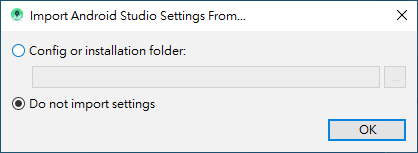 Import Android Studio Settings From...
Config or installation folder:
...
Do not import settings
OK